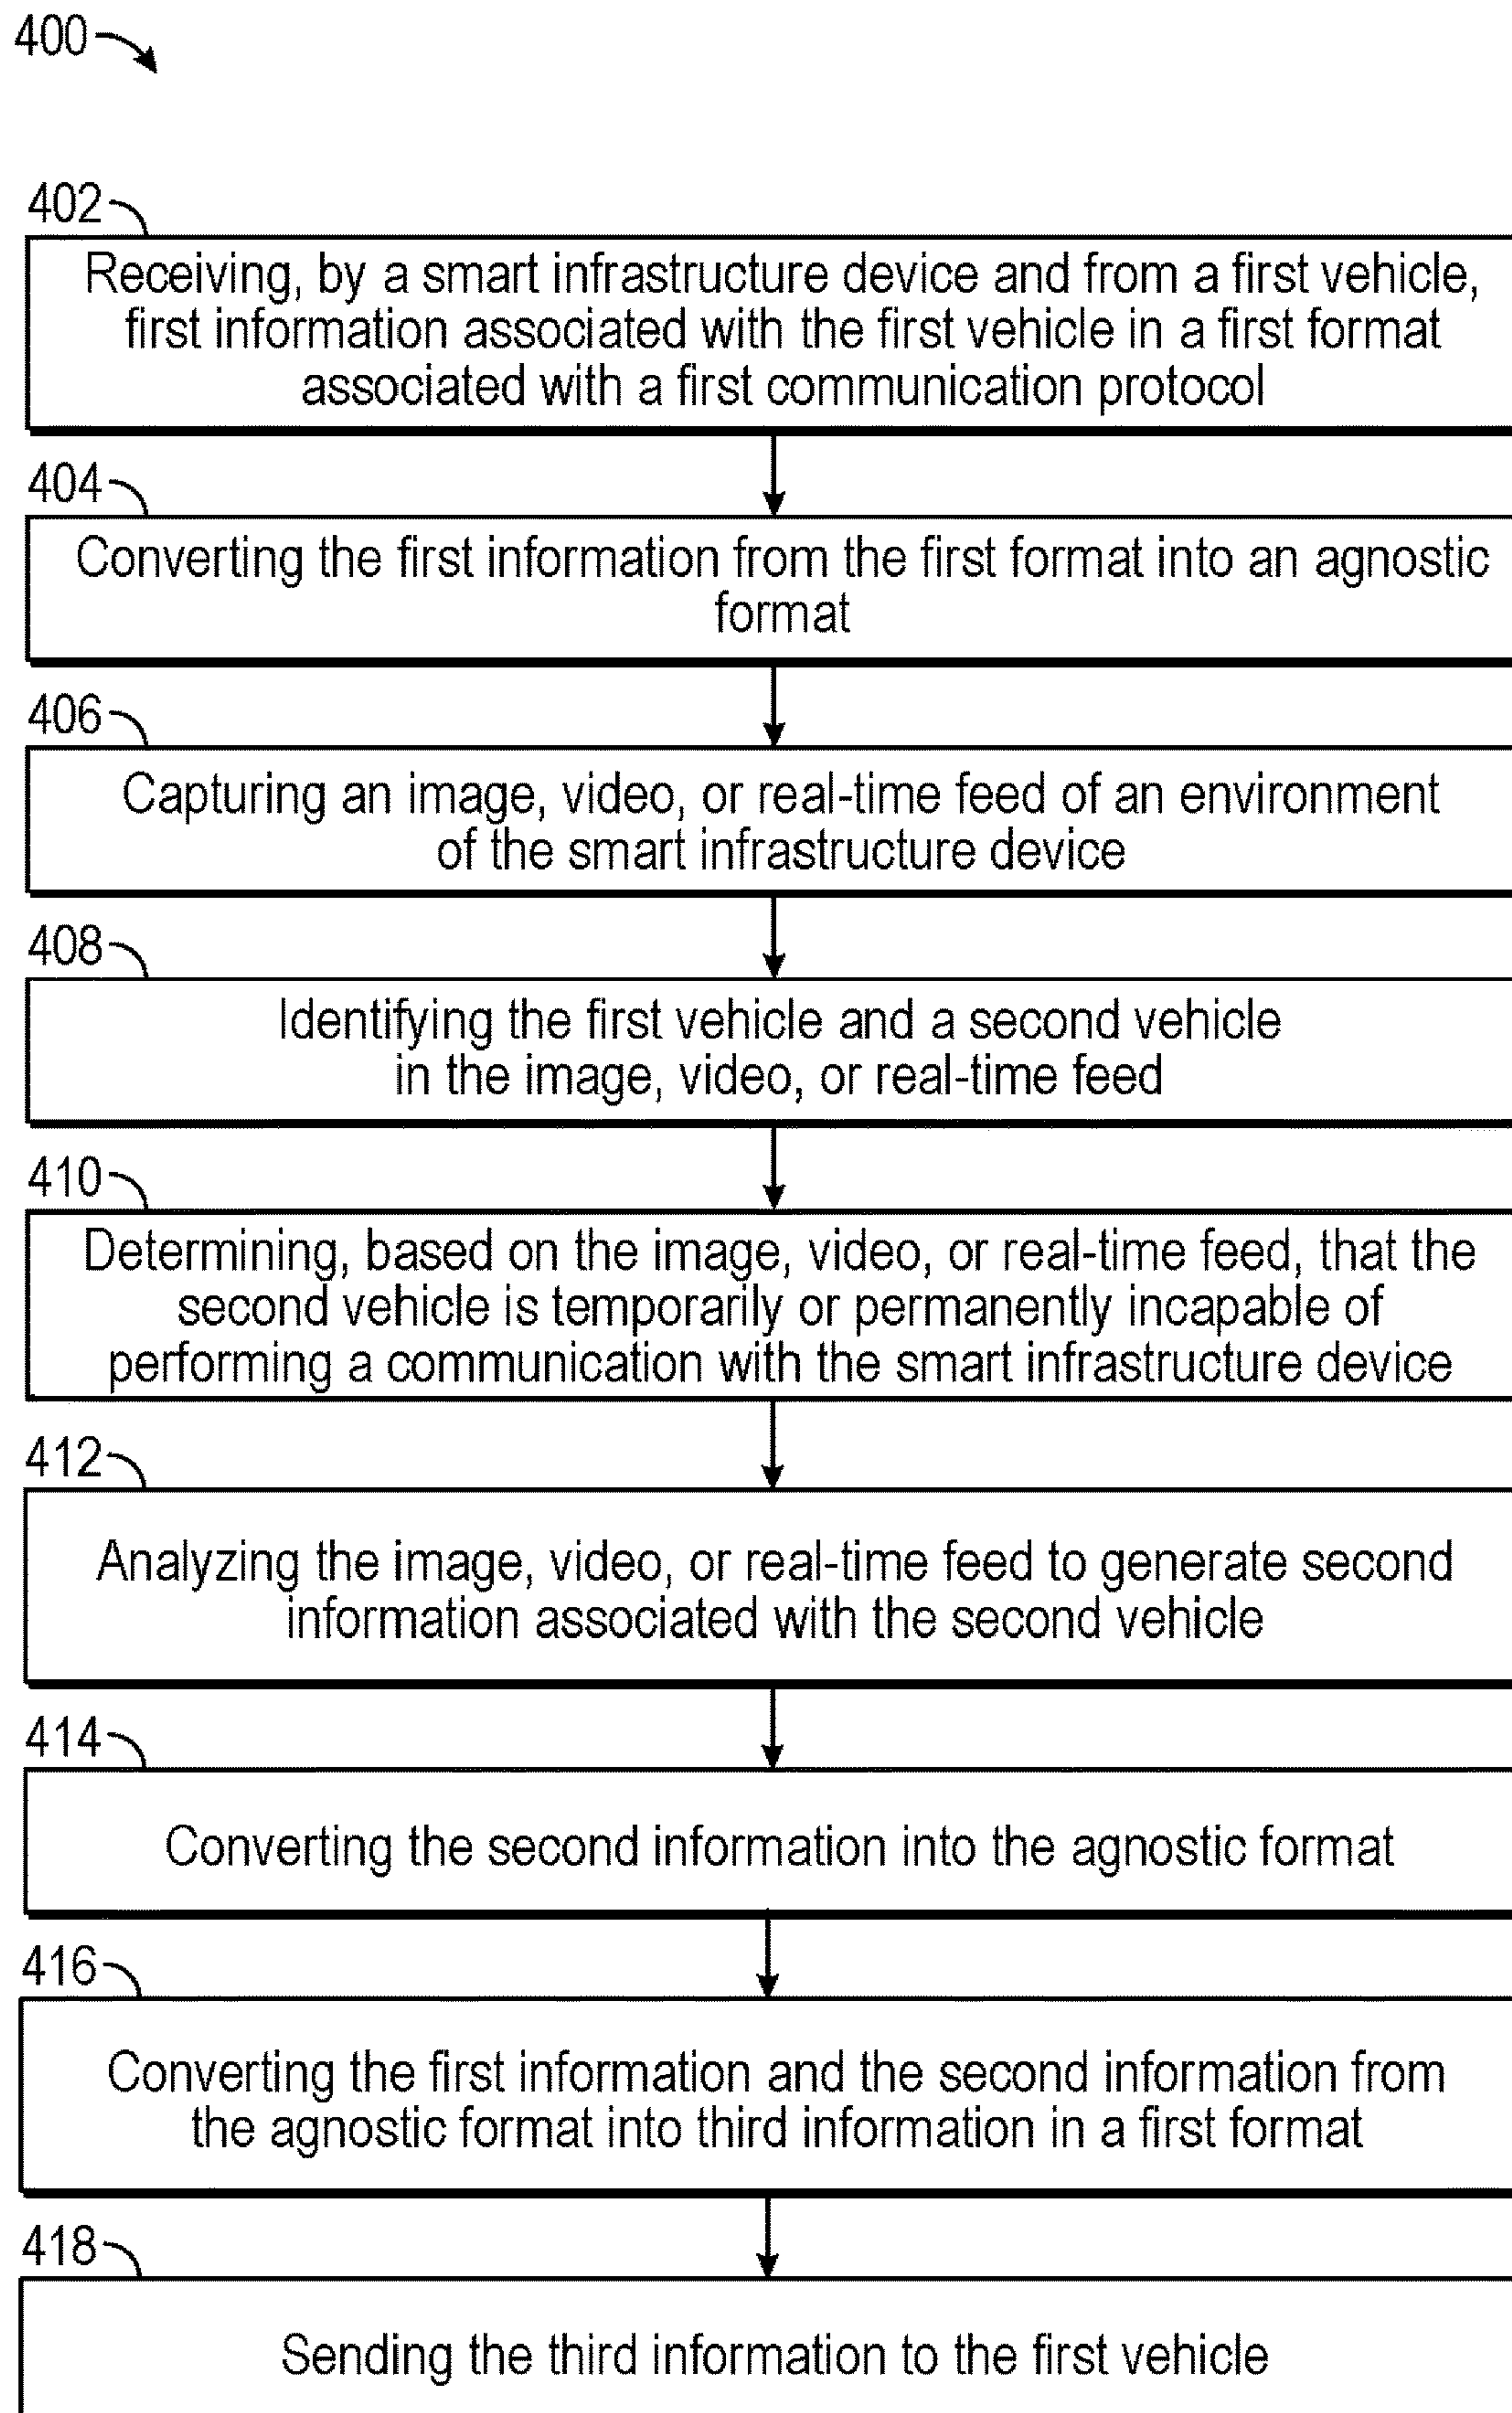 400
402
Receiving, by a smart infrastructure device and from a first vehicle,
first information associated with the first vehicle in a first format
associated with a first communication protocol
404
Converting the first information from the first format into an agnostic
format
406
Capturing an image, video, or real-time feed of an environment
of the smart infrastructure device
408
Identifying the first vehicle and a second vehicle
in the image, video, or real-time feed
410
Determining, based on the image, video, or real-time feed, that the
second vehicle is temporarily or permanently incapable of
performing a communication with the smart infrastructure device
412
Analyzing the image, video, or real-time feed to generate second
information associated with the second vehicle
414
Converting the second information into the agnostic format
416
Converting the first information and the second information from
the agnostic format into third information in a first format
418
Sending the third information to the first vehicle